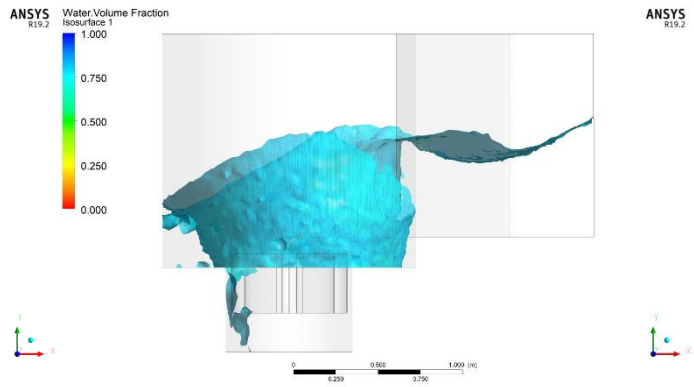 ANSYS
R19.2
Water.Volume Fraction
Isosurface 1
1.000
0.750
0.500
0.250
0.000
ANSYS
R19.2
Y
X
0 0.500 1.000 (m)
0.250 0.750
Y
X